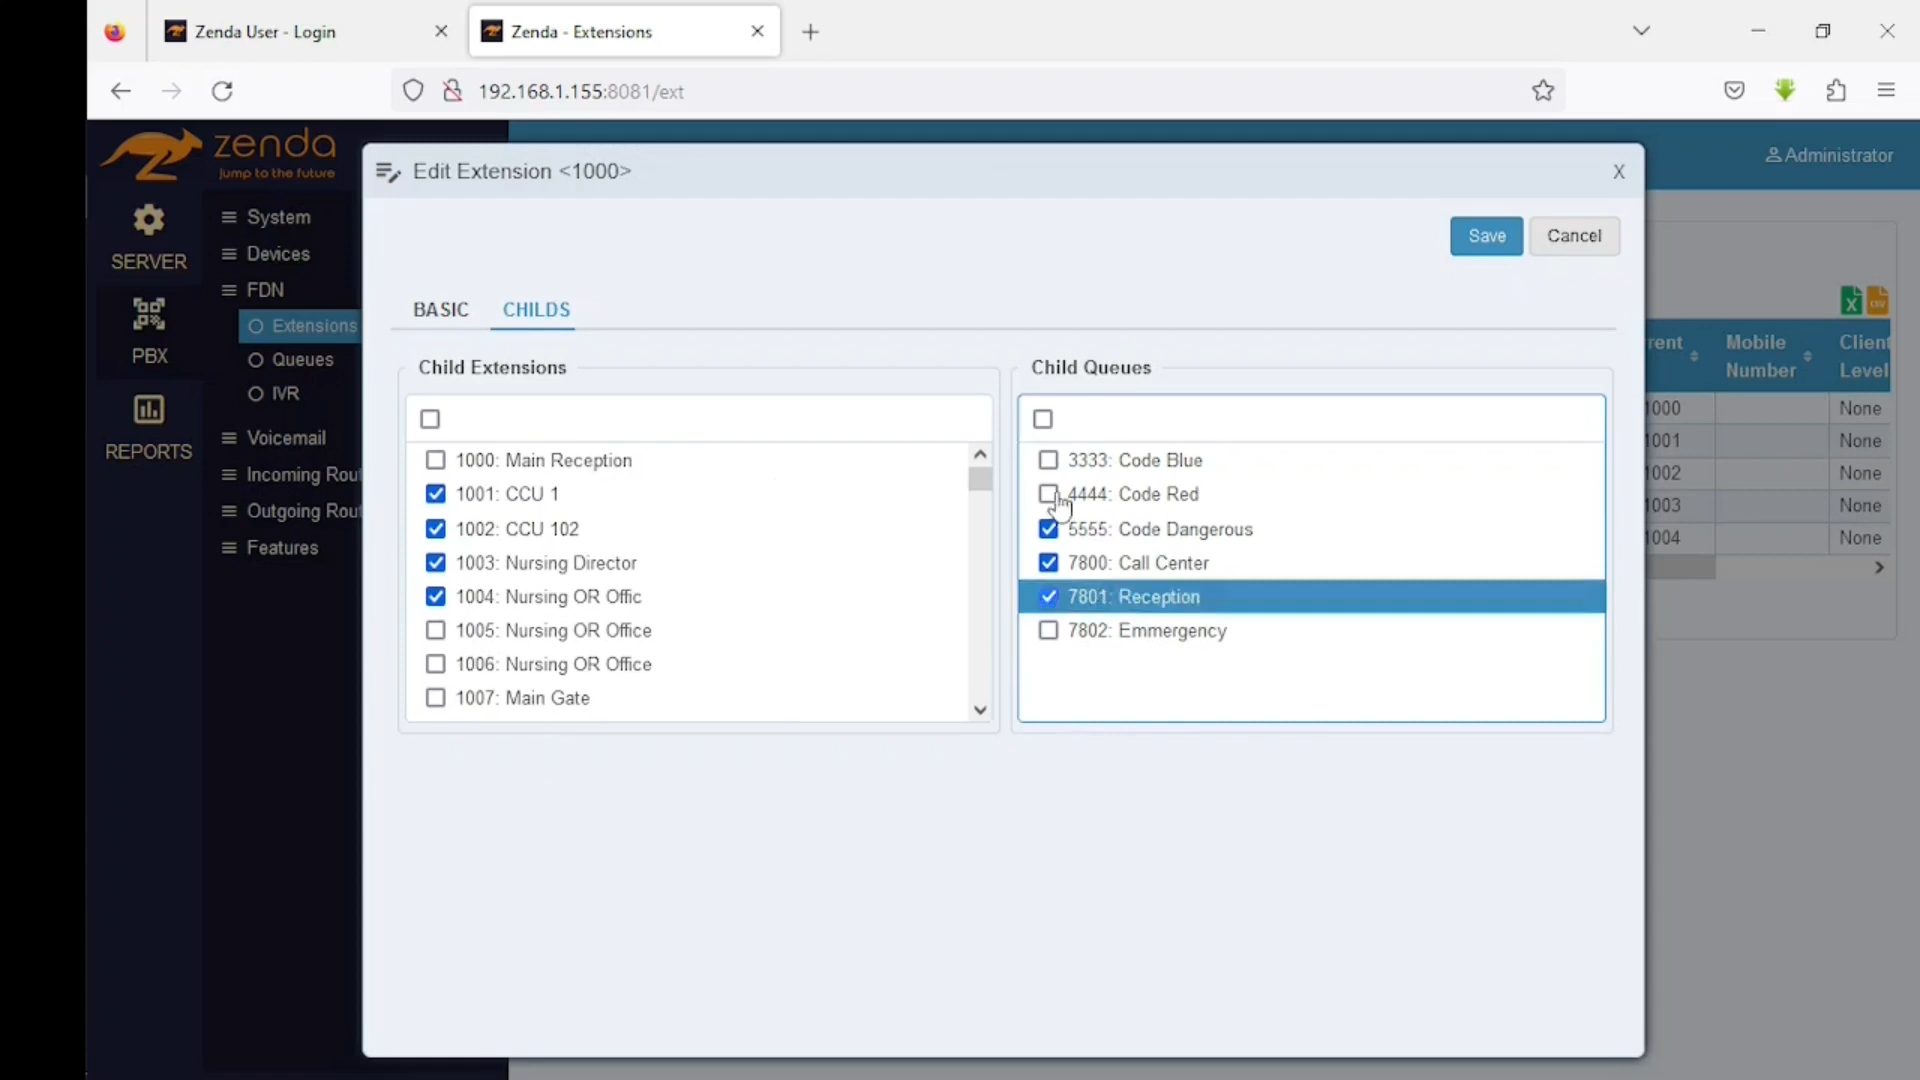 Zenda User - Login
Zenda - Extensions
192.168.1.155:8081/ext
zenda
jump to the future
Administrator
Edit Extension <1000>
X
SERVER
PBX
REPORTS
System
Devices
FDN
Extensions
Queues
IVR
Voicemail
Incoming Rout
Outgoing Rout
Features
Save
Cancel
BASIC
CHILDS
Child Extensions
1000: Main Reception
1001: CCU 1
1002: CCU 102
1003: Nursing Director
1004: Nursing OR Offic
1005: Nursing OR Office
1006: Nursing OR Office
1007: Main Gate
Child Queues
3333: Code Blue
4444: Code Red
5555: Code Dangerous
7800: Call Center
7801: Reception
7802: Emmergency
X
CSV
rent
Mobile Number
Client Level
1000 None
1001 None
1002 None
1003 None
1004 None